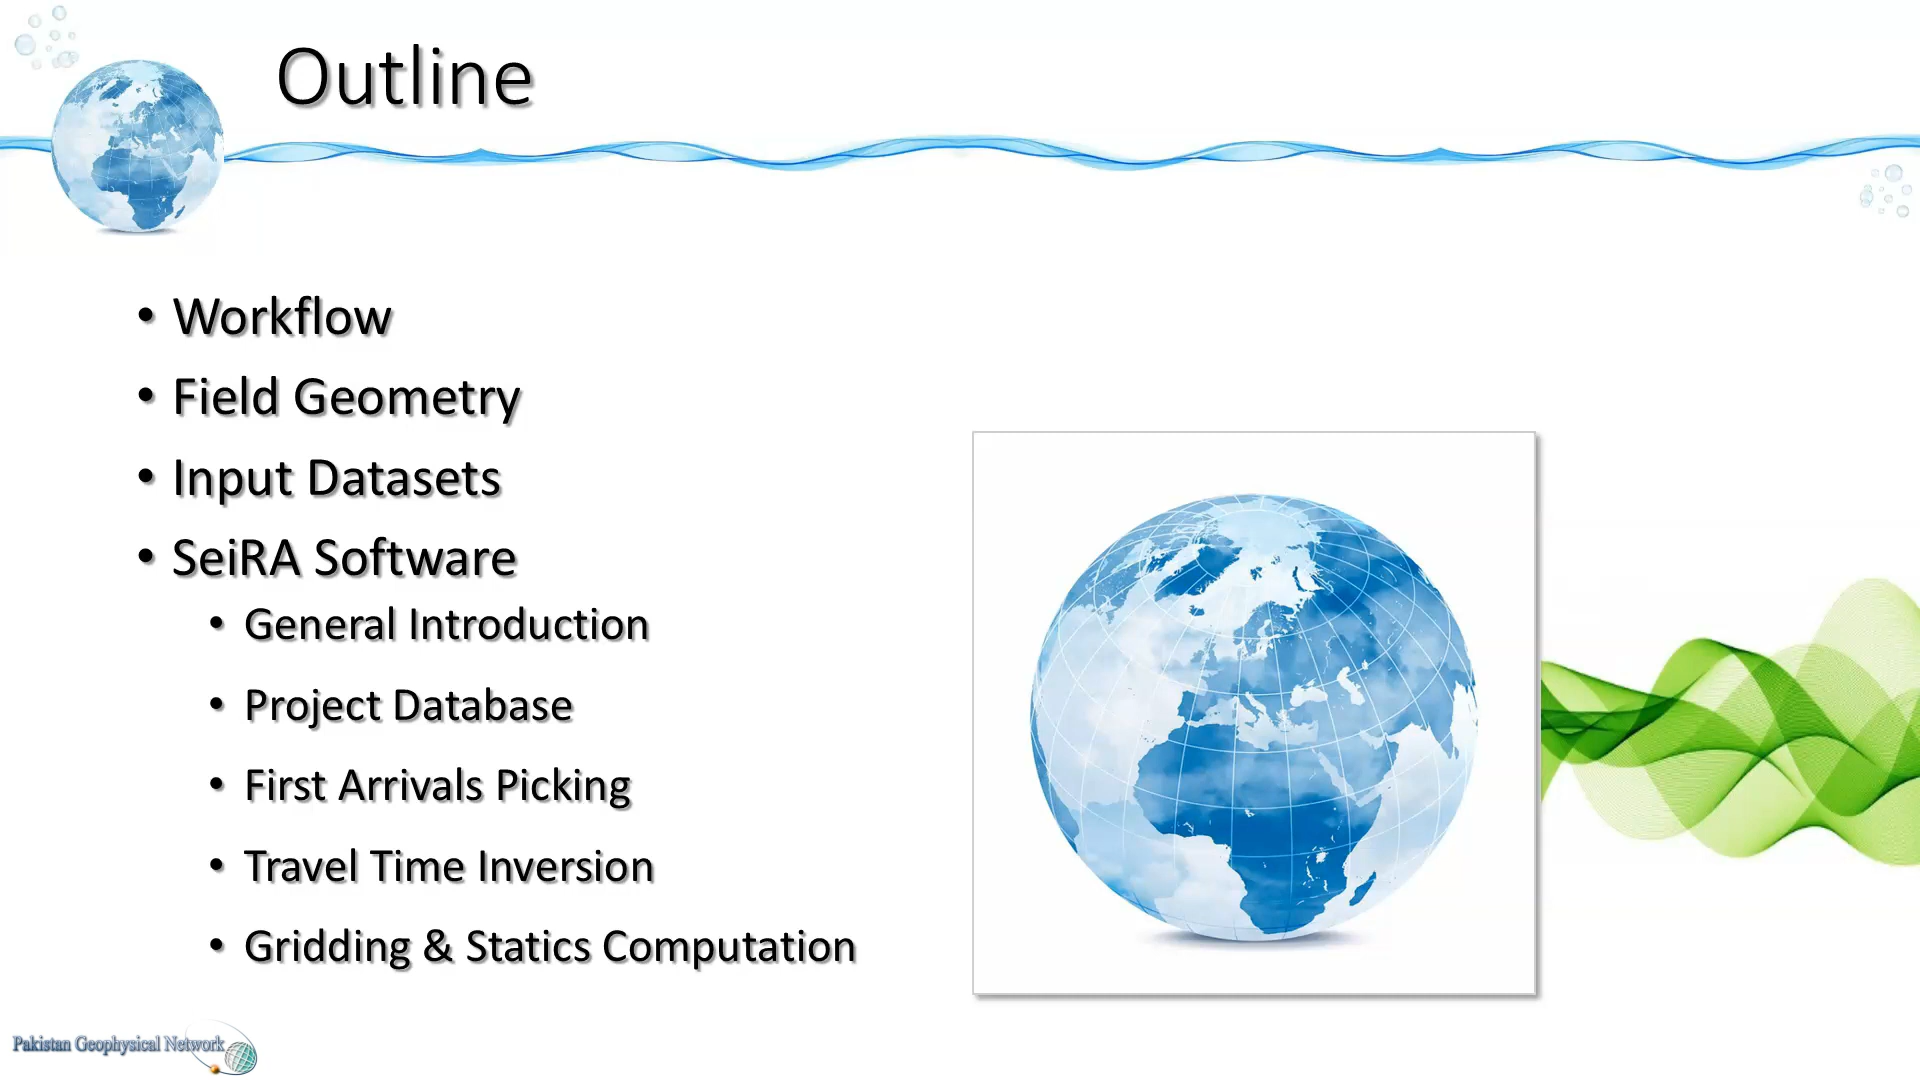 Outline
• Workflow
• Field Geometry
• Input Datasets
• SeiRA Software
• General Introduction
• Project Database
• First Arrivals Picking
• Travel Time Inversion
• Gridding & Statics Computation
Pakistan Geophysical Network